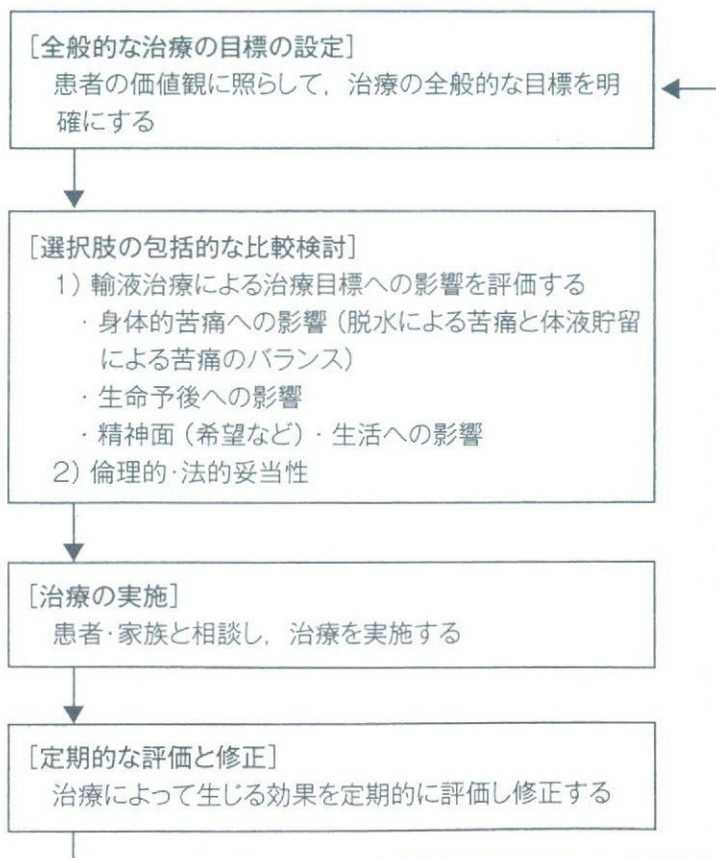 [全般的な治療の目標の設定]
患者の価値観に照らして，治療の全般的な目標を明
確にする
[選択肢の包括的な比較検討]
1）輸液治療による治療目標への影響を評価する
・身体的苦痛への影響（脱水による苦痛と体液貯留
による苦痛のバランス）
・生命予後への影響
・精神面（希望など）・生活への影響
2）倫理的・法的妥当性
[治療の実施]
患者・家族と相談し，治療を実施する
[定期的な評価と修正]
治療によって生じる効果を定期的に評価し修正する